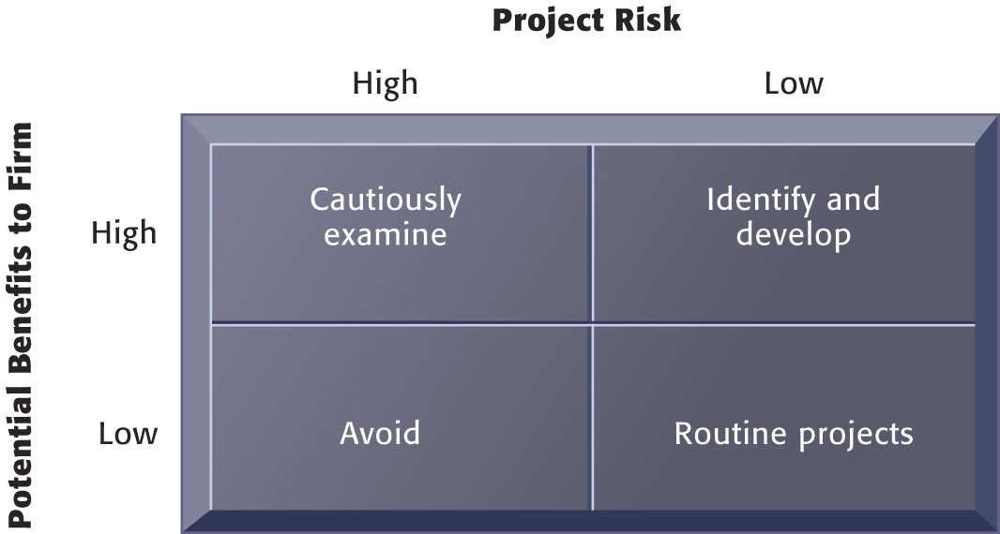 Project Risk
High
Low
Potential Benefits to Firm
High
Cautiously
examine
Identify and
develop
Low
Avoid
Routine projects